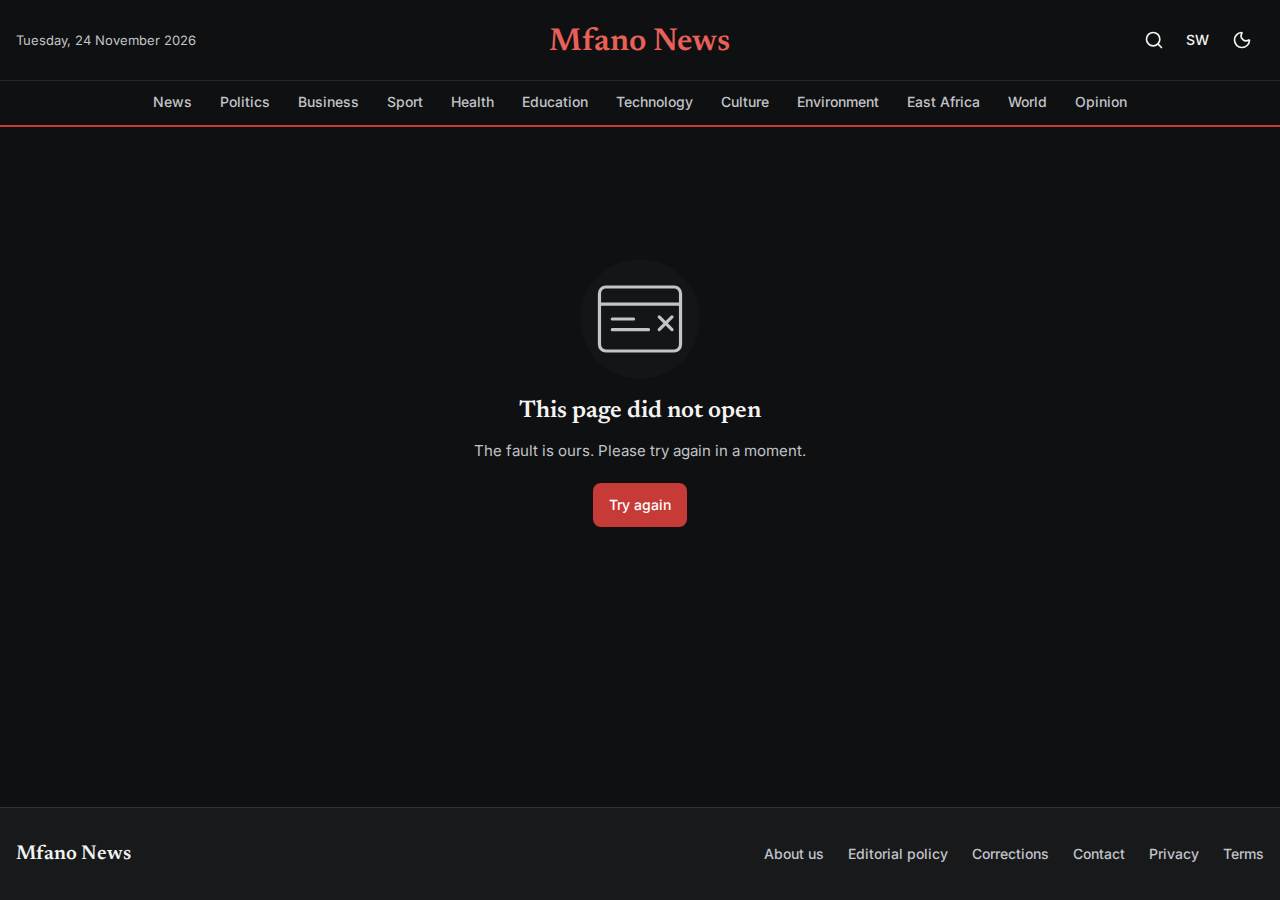 Tuesday, 24 November 2026
Mfano News
SW
News Politics Business Sport Health Education Technology Culture Environment East Africa World Opinion
This page did not open
The fault is ours. Please try again in a moment.
Try again
Mfano News
About us Editorial policy Corrections Contact Privacy Terms